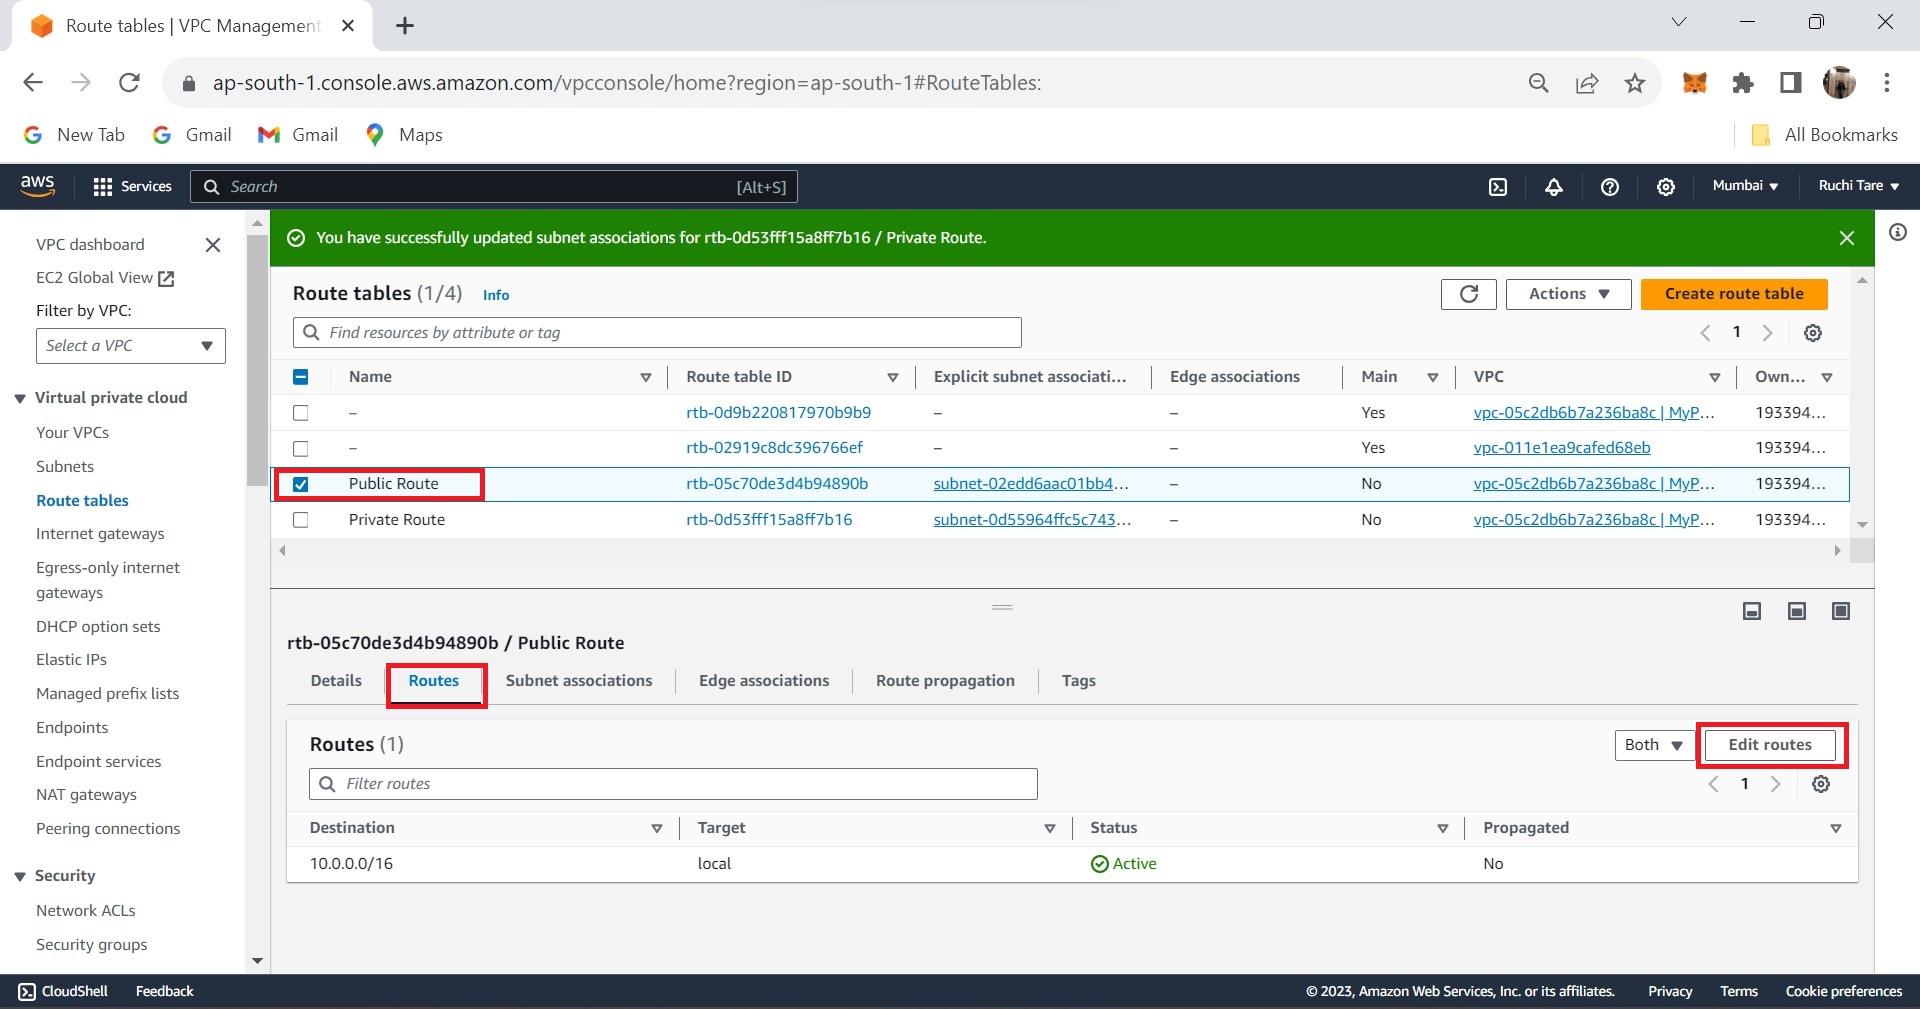 Route tables | VPC Management
ap-south-1.console.aws.amazon.com/vpcconsole/home?region=ap-south-1#RouteTables:
New Tab Gmail Gmail Maps All Bookmarks
aws Services Search [Alt+S] Mumbai Ruchi Tare
VPC dashboard
EC2 Global View
Filter by VPC:
Select a VPC
Virtual private cloud
Your VPCs
Subnets
Route tables
Internet gateways
Egress-only internet
gateways
DHCP option sets
Elastic IPs
Managed prefix lists
Endpoints
Endpoint services
NAT gateways
Peering connections
Security
Network ACLs
Security groups
You have successfully updated subnet associations for rtb-0d53fff15a8ff7b16 / Private Route.
Route tables (1/4) Info Actions Create route table
Find resources by attribute or tag 1
Name Route table ID Explicit subnet associati... Edge associations Main VPC Own...
– rtb-0d9b220817970b9b9 – – Yes vpc-05c2db6b7a236ba8c | MyP... 193394...
– rtb-02919c8dc396766ef – – Yes vpc-011e1ea9cafed68eb 193394...
Public Route rtb-05c70de3d4b94890b subnet-02edd6aac01bb4... – No vpc-05c2db6b7a236ba8c | MyP... 193394...
Private Route rtb-0d53fff15a8ff7b16 subnet-0d55964ffc5c743... – No vpc-05c2db6b7a236ba8c | MyP... 193394...
rtb-05c70de3d4b94890b / Public Route
Details Routes Subnet associations Edge associations Route propagation Tags
Routes (1) Both Edit routes
Filter routes 1
Destination Target Status Propagated
10.0.0.0/16 local Active No
CloudShell Feedback © 2023, Amazon Web Services, Inc. or its affiliates. Privacy Terms Cookie preferences